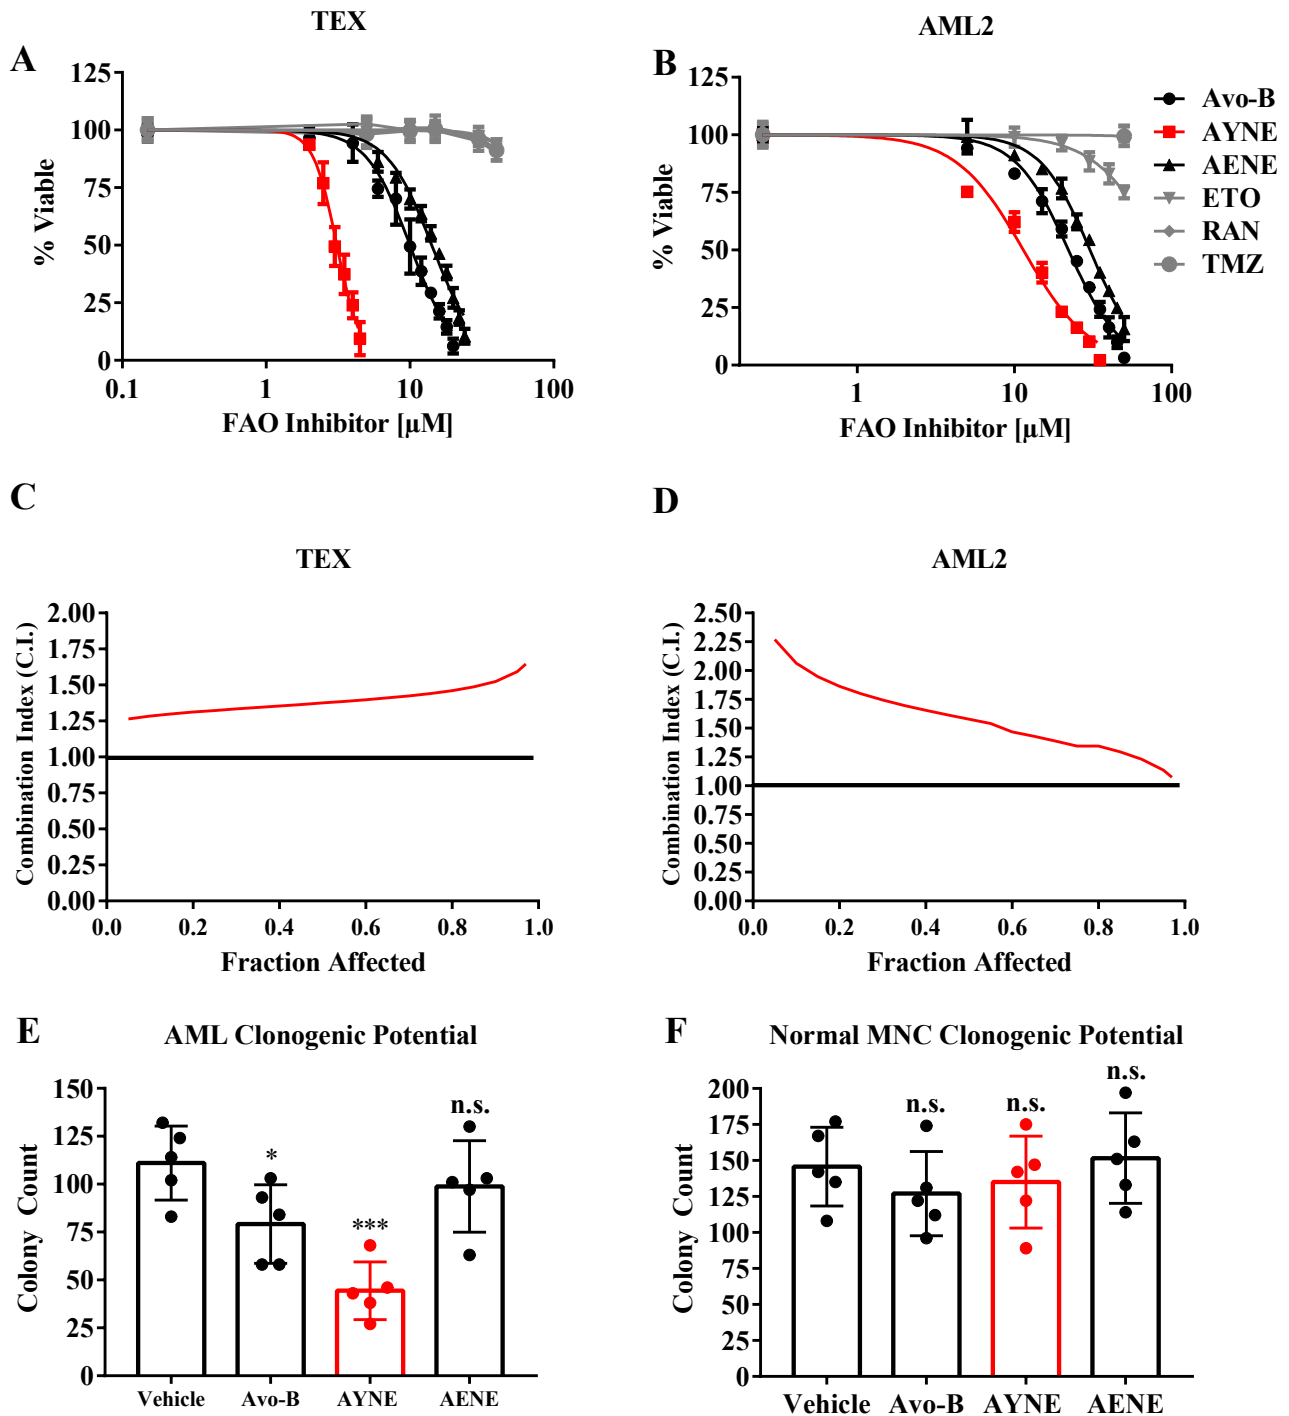 TEX
A
% Viable
125
100
75
50
25
0
0.1
1
10
100
FAO Inhibitor [µM]
AML2
B
% Viable
125
100
75
50
25
0
1
10
100
FAO Inhibitor [µM]
Avo-B
AYNE
AENE
ETO
RAN
TMZ
C
TEX
Combination Index (C.I.)
2.00
1.75
1.50
1.25
1.00
0.75
0.50
0.25
0.00
0.0
0.2
0.4
0.6
0.8
1.0
Fraction Affected
D
AML2
Combination Index (C.I.)
2.50
2.25
2.00
1.75
1.50
1.25
1.00
0.75
0.50
0.25
0.00
0.0
0.2
0.4
0.6
0.8
1.0
Fraction Affected
E
AML Clonogenic Potential
Colony Count
150
125
100
75
50
25
0
*
***
n.s.
Vehicle
Avo-B
AYNE
AENE
F
Normal MNC Clonogenic Potential
Colony Count
200
175
150
125
100
75
50
25
0
n.s.
n.s.
n.s.
Vehicle
Avo-B
AYNE
AENE